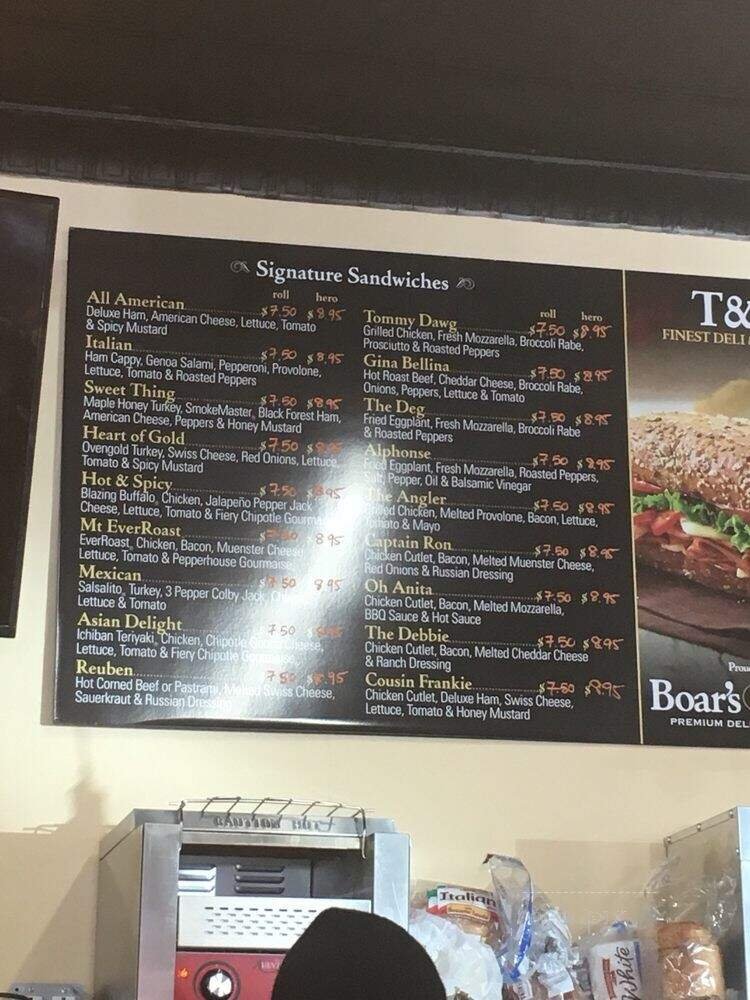 Signature Sandwiches
roll hero
All American $7.50 $8.95
Deluxe Ham, American Cheese, Lettuce, Tomato
& Spicy Mustard
Italian $7.50 $8.95
Ham Cappy, Genoa Salami, Pepperoni, Provolone,
Lettuce, Tomato & Roasted Peppers
Sweet Thing $7.50 $8.95
Maple Honey Turkey, SmokeMaster, Black Forest Ham,
American Cheese, Peppers & Honey Mustard
Heart of Gold $7.50
Ovengold Turkey, Swiss Cheese, Red Onions, Lettuce,
Tomato & Spicy Mustard
Hot & Spicy $7.50 $8.95
Blazing Buffalo, Chicken, Jalapeño Pepper Jack
Cheese, Lettuce, Tomato & Fiery Chipotle
Mt EverRoast 8.95
EverRoast, Chicken, Bacon, Muenster Cheese
Lettuce, Tomato & Pepperhouse Gourmaise
Mexican $7.50 8.95
Salsalito, Turkey, 3 Pepper Colby Jack
Lettuce & Tomato
Asian Delight 7.50
Ichiban Teriyaki, Chicken, Chipotle
Lettuce, Tomato & Fiery Chipotle
Reuben 7.50 $8.95
Hot Corned Beef or Pastrami, Melted Swiss Cheese,
Sauerkraut & Russian Dressing
roll hero
Tommy Dawg $7.50 $8.95
Grilled Chicken, Fresh Mozzarella, Broccoli Rabe,
Prosciutto & Roasted Peppers
Gina Bellina $7.50 $8.95
Hot Roast Beef, Cheddar Cheese, Broccoli Rabe,
Onions, Peppers, Lettuce & Tomato
The Deg $7.50 $8.95
Fried Eggplant, Fresh Mozzarella, Broccoli Rabe
& Roasted Peppers
Alphonse $7.50 $8.95
Fried Eggplant, Fresh Mozzarella, Roasted Peppers,
Salt, Pepper, Oil & Balsamic Vinegar
The Angler $7.50 $8.95
Chicken, Melted Provolone, Bacon, Lettuce,
Tomato & Mayo
Captain Ron $7.50 $8.95
Chicken Cutlet, Bacon, Melted Muenster Cheese,
Red Onions & Russian Dressing
Oh Anita $7.50 $8.95
Chicken Cutlet, Bacon, Melted Mozzarella,
BBQ Sauce & Hot Sauce
The Debbie $7.50 $8.95
Chicken Cutlet, Bacon, Melted Cheddar Cheese
& Ranch Dressing
Cousin Frankie $7.50 $8.95
Chicken Cutlet, Deluxe Ham, Swiss Cheese,
Lettuce, Tomato & Honey Mustard
T&
FINEST DELI
Prou
Boar's
PREMIUM DEL
CAUTION HOT
Italian
White